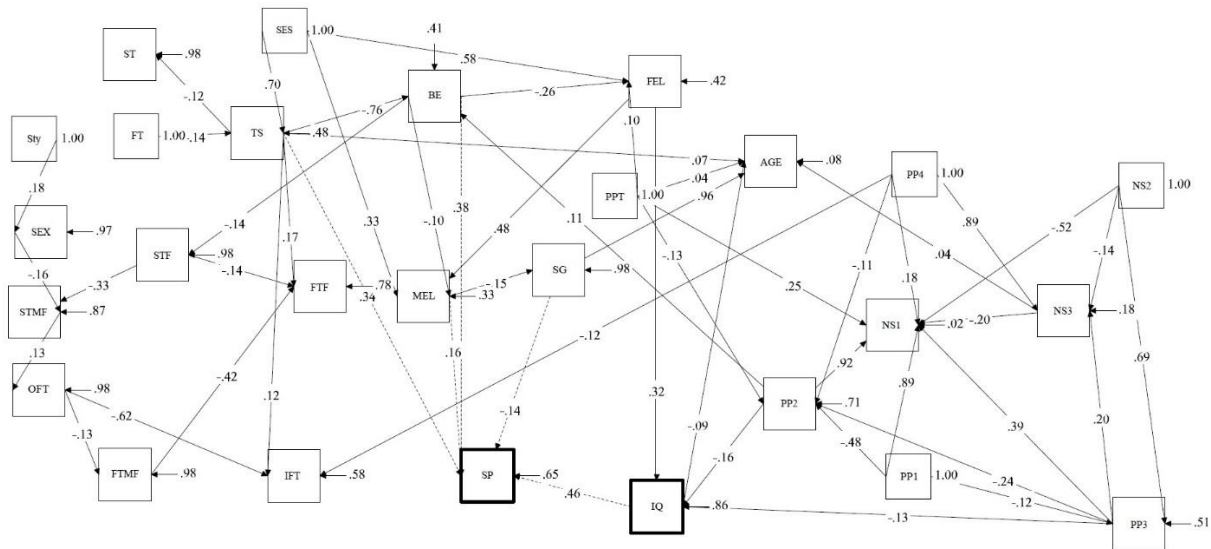 SES 1.00
.41
ST .98
.58
FEL .42
.70
BE -.26
-.12
-.76
.10
Sty 1.00
FT 1.00 .14 TS .48
.07 AGE .08
PP4 1.00
NS2 1.00
.04
PPT 1.00
.96
.18
.38
.11
.89
-.52
SEX .97
-.14
.33
-.10
.48
-.13
-.14
STF .98
.17
SG .98
-.11
.04
-.16
-.33
-.14
FTF .78
MEL .33
-.15
.18
.25
STMF .87
.34
NS1 .02 -.20
NS3 .18
.13
.16
-.12
.92
.69
OFT .98
-.42
.32
PP2 .71
.89
-.62
.12
-.14
-.09
.39
.20
-.13
-.16
-.48
FTMF .98
IFT .58
SP .65
PP1 1.00
-.24
.46
IQ .86
-.12
-.13
PP3 .51